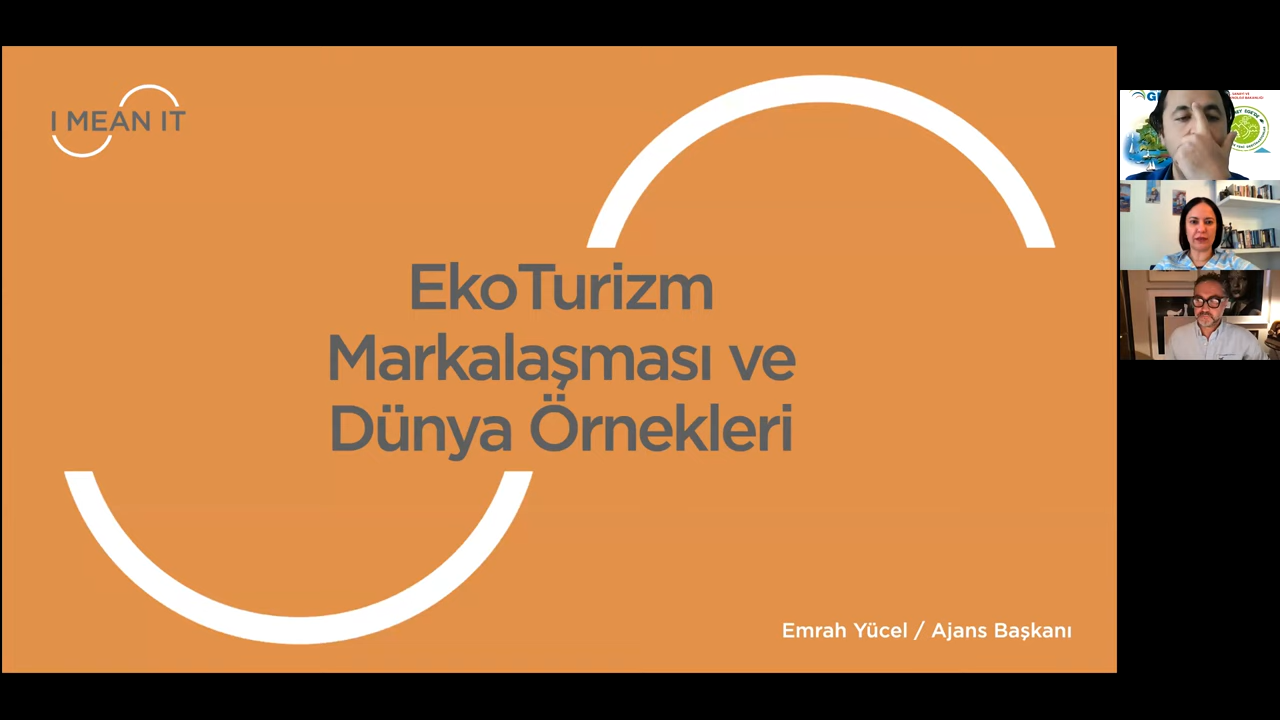 I MEAN IT
EkoTurizm
Markalaşması ve
Dünya Örnekleri
Emrah Yücel / Ajans Başkanı